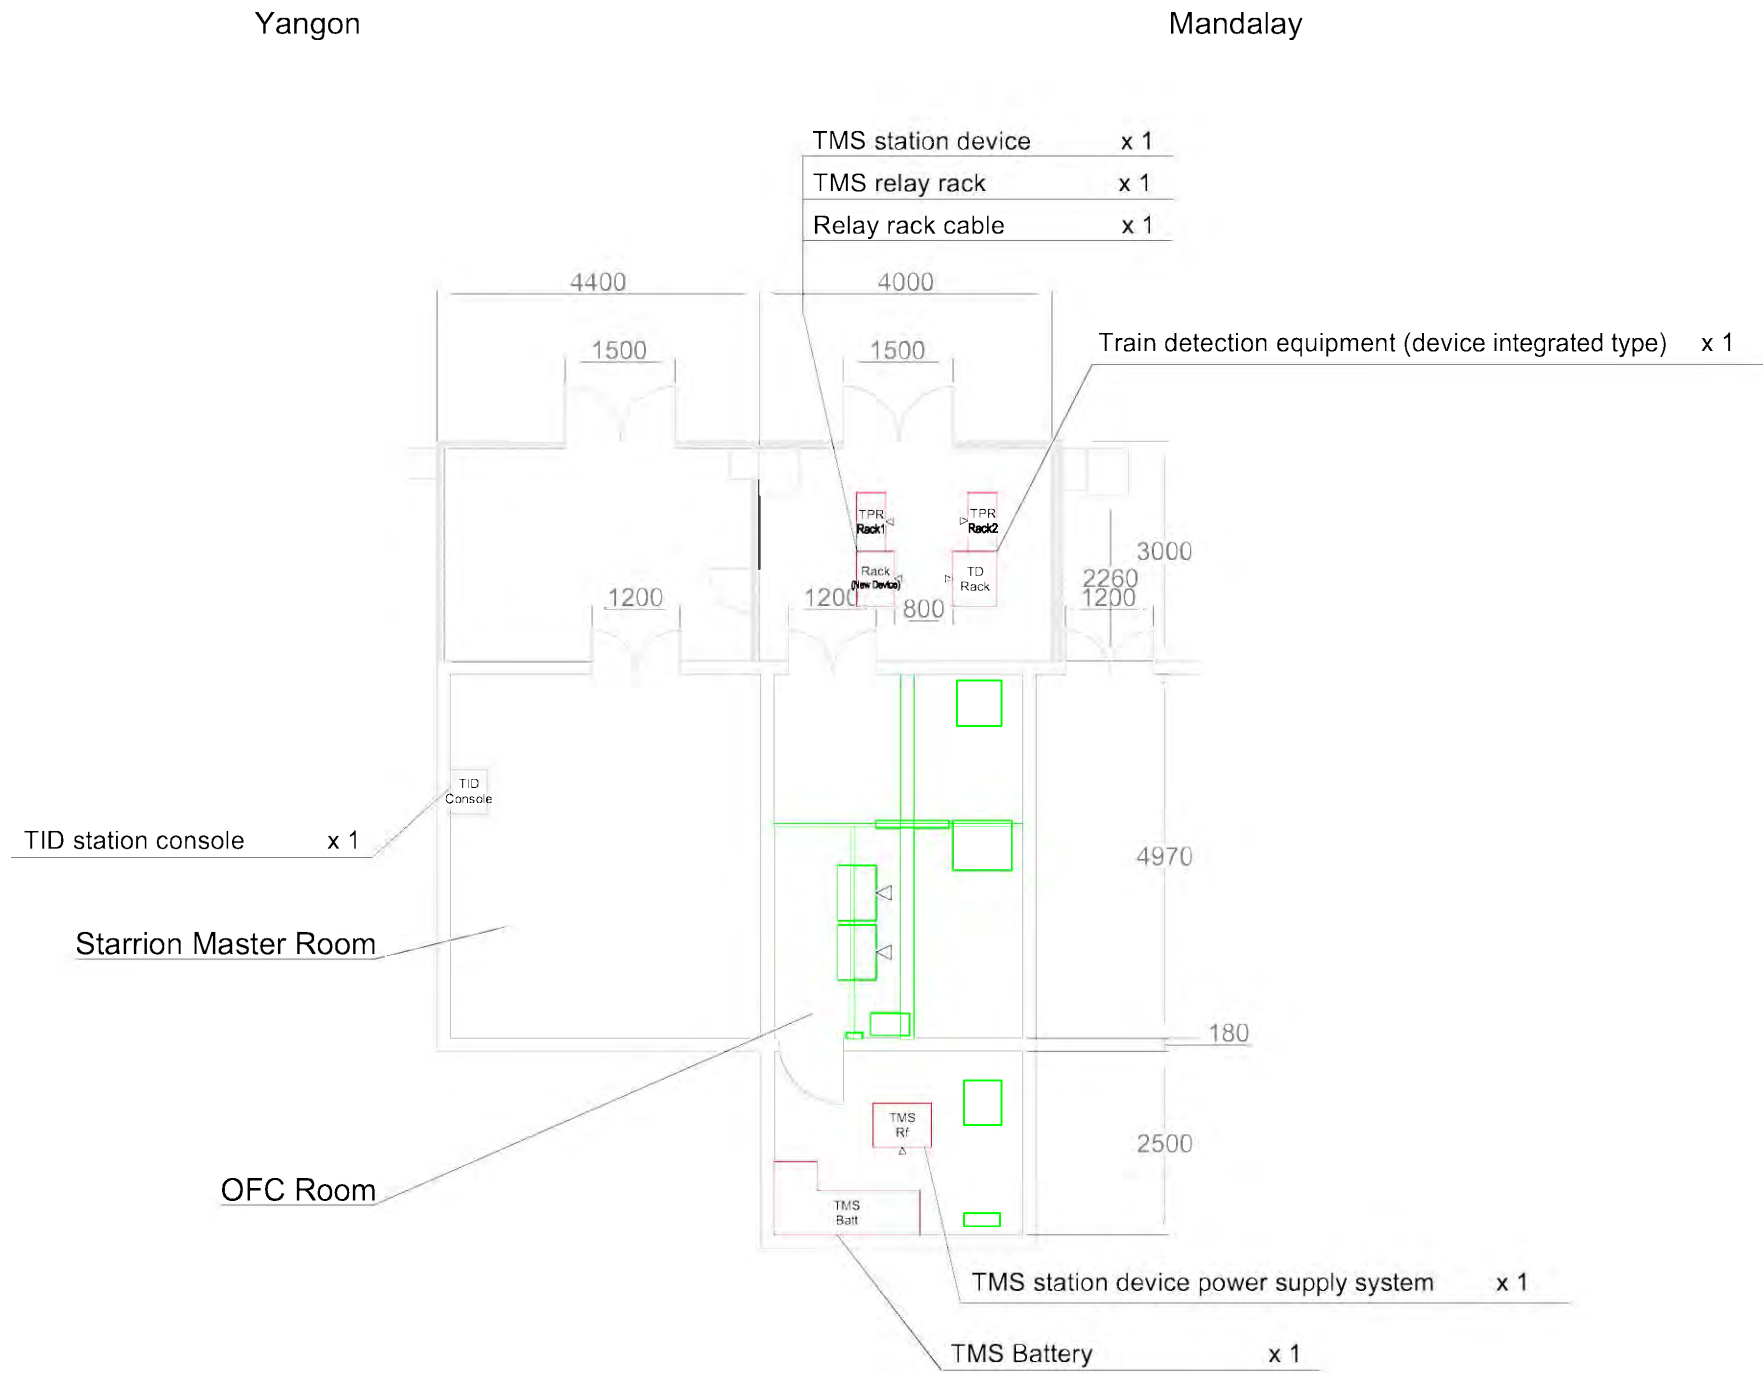 Yangon Mandalay
TMS station device x 1
TMS relay rack x 1
Relay rack cable x 1
4400 4000
1500 1500
Train detection equipment (device integrated type) x 1
TPR
Rack1
TPR
Rack2
Rack
(New Device)
TD
Rack
3000
2260
1200 1200 800 1200
TID
Console
TID station console x 1
4970
Starrion Master Room
180
TMS
Rf
2500
OFC Room
TMS
Batt
TMS station device power supply system x 1
TMS Battery x 1